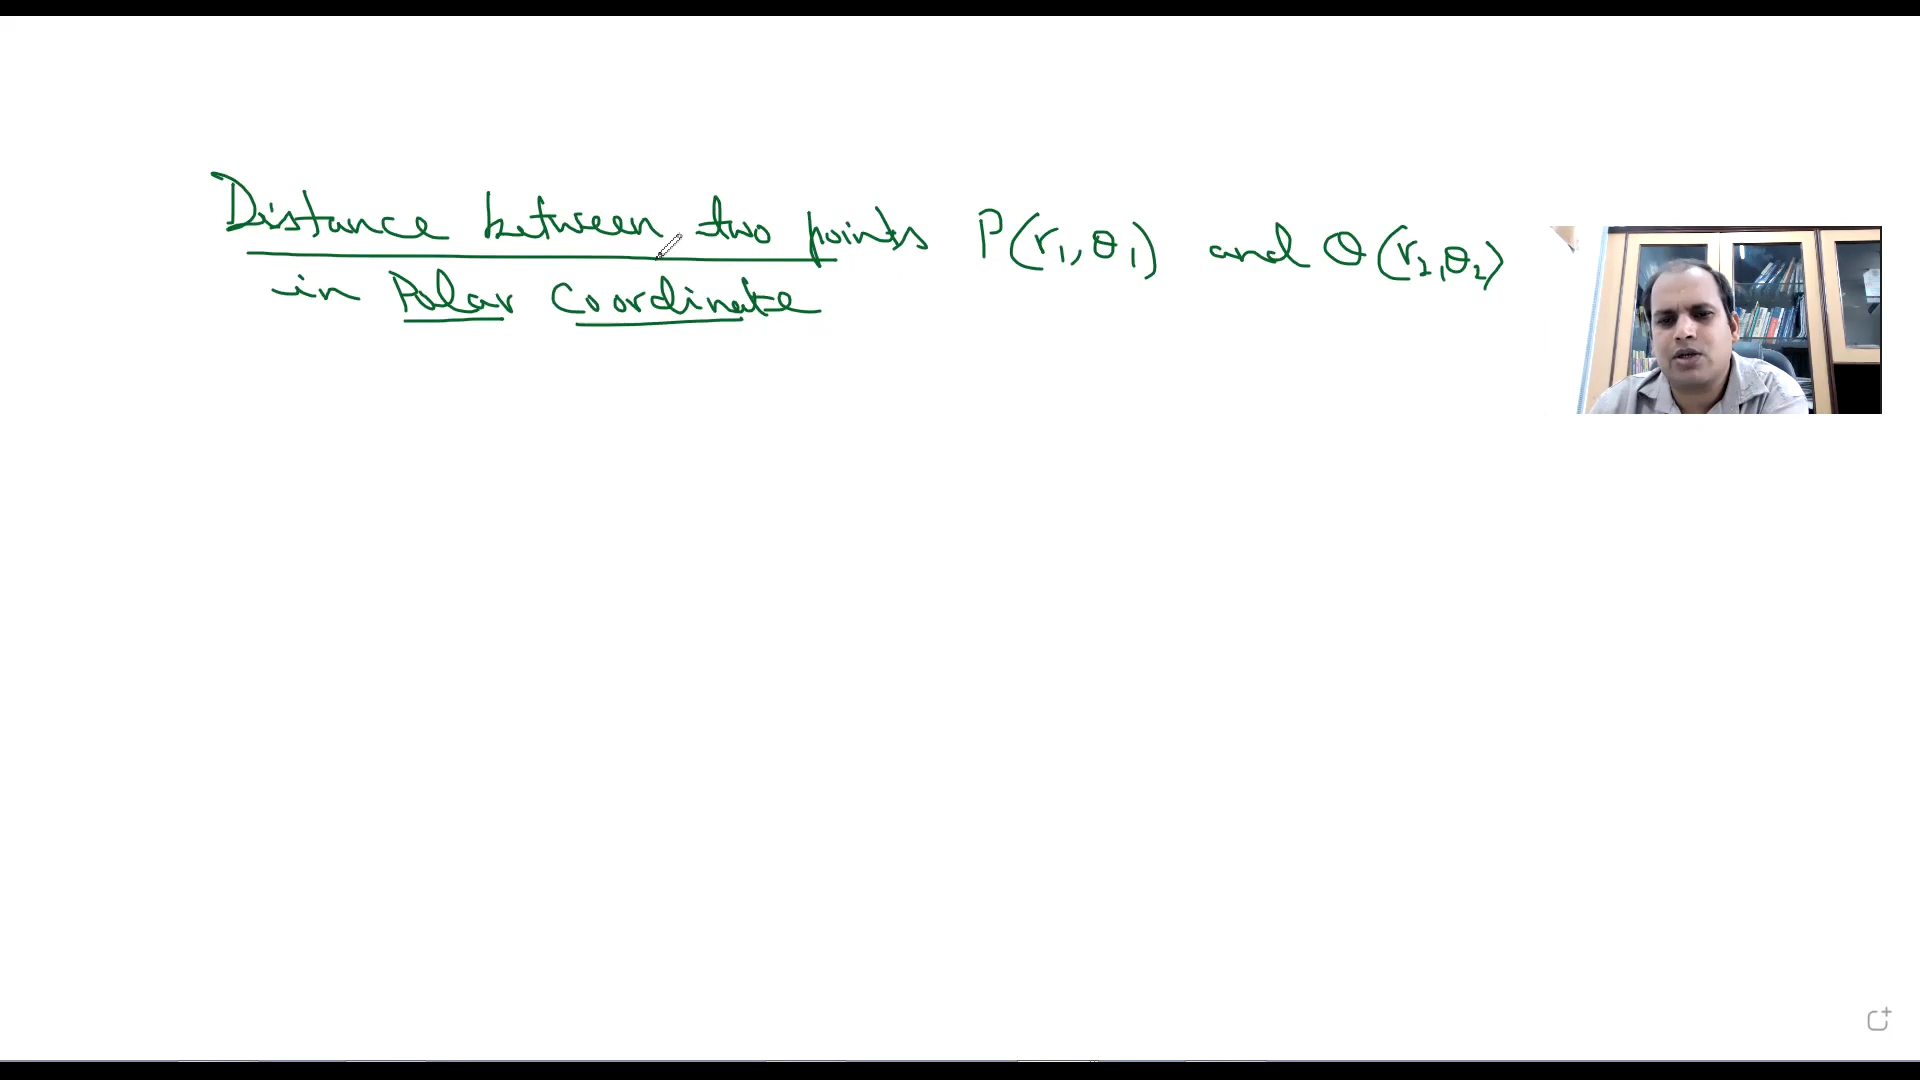 Distance between two points P(r₁, θ₁) and Q(r₂, θ₂)
in Polar Coordinate